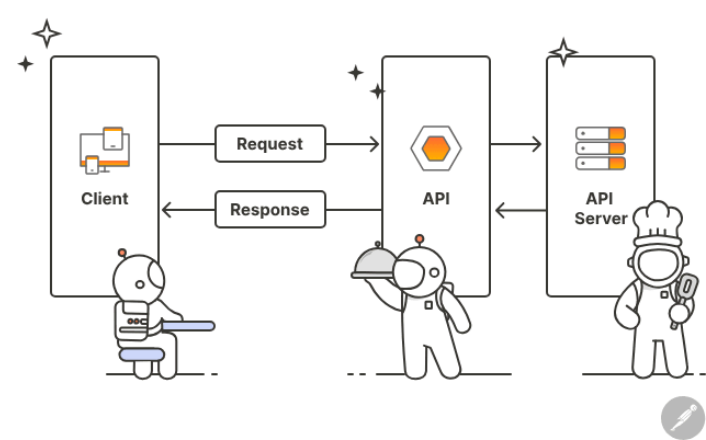 Request
Client
API
API
Server
Response